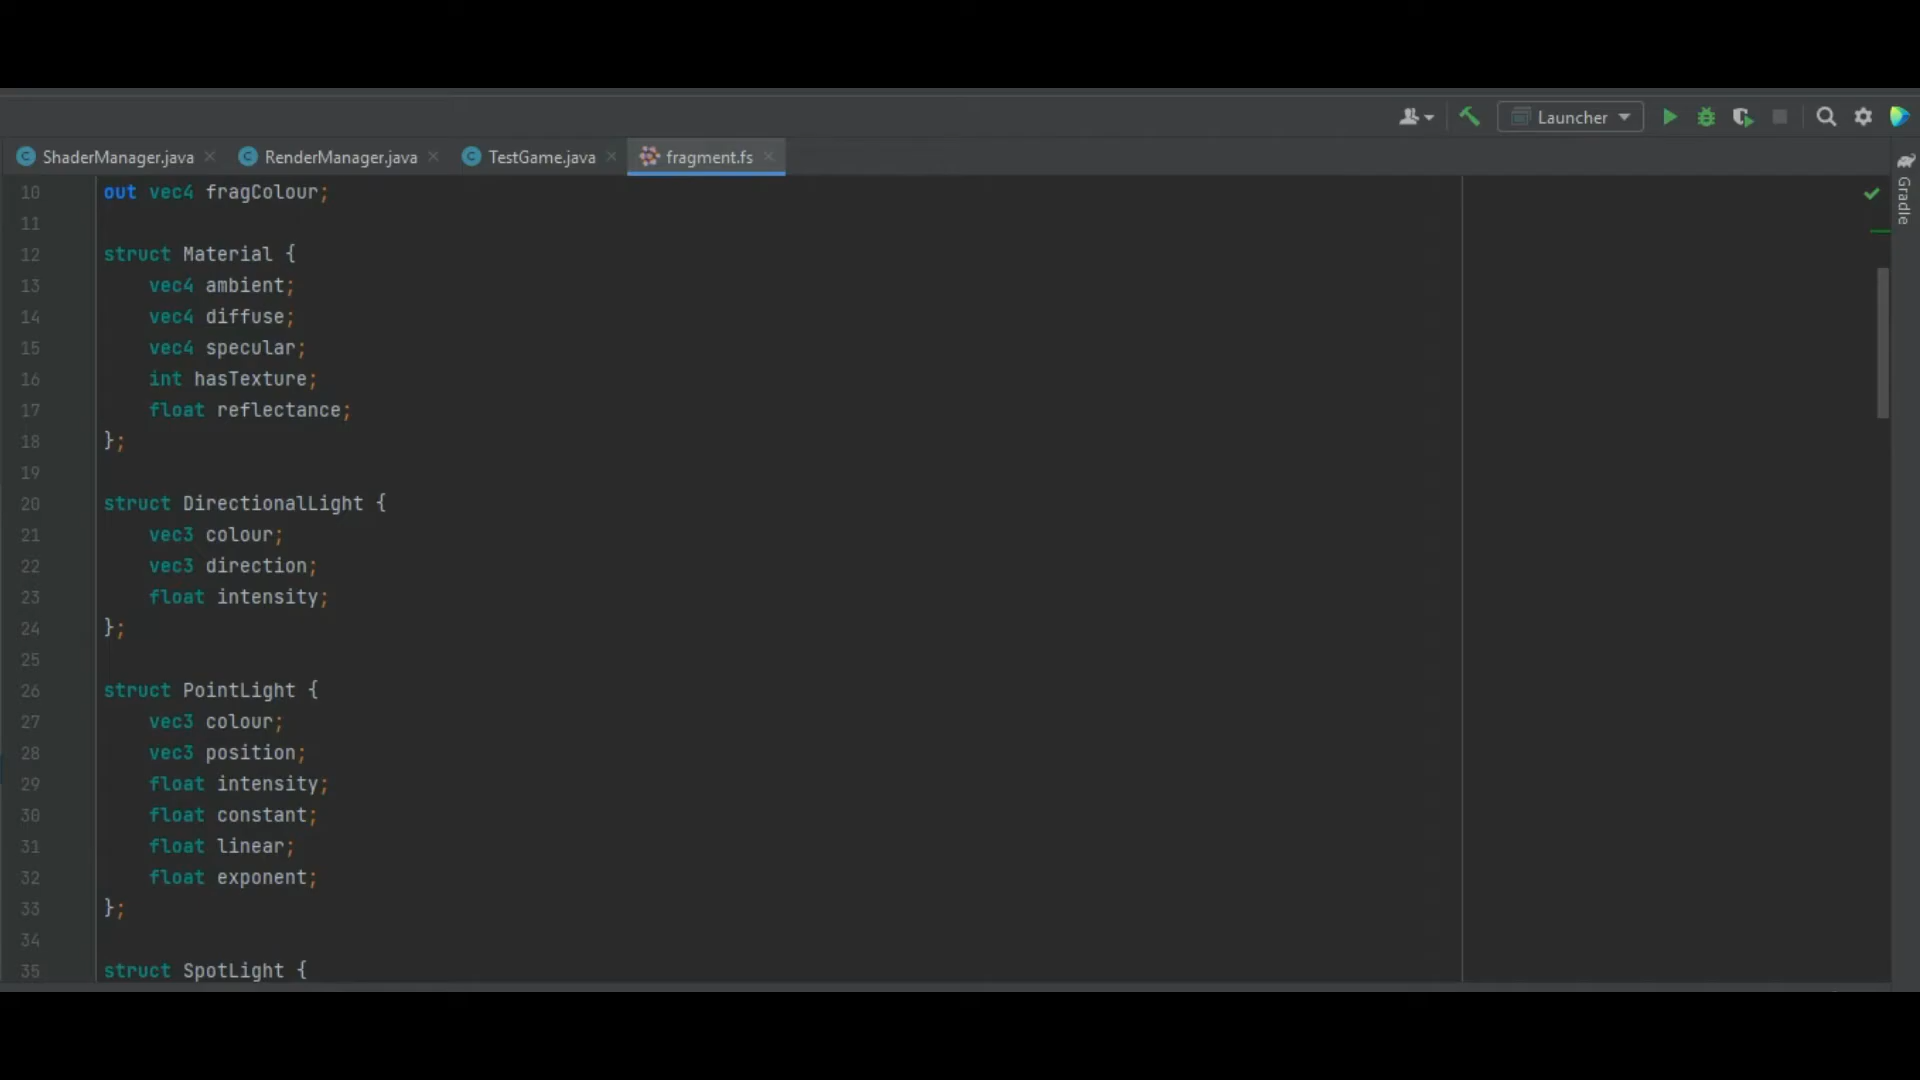 Launcher
ShaderManager.java
RenderManager.java
TestGame.java
fragment.fs
Gradle
10 out vec4 fragColour;
11
12 struct Material {
13     vec4 ambient;
14     vec4 diffuse;
15     vec4 specular;
16     int hasTexture;
17     float reflectance;
18 };
19
20 struct DirectionalLight {
21     vec3 colour;
22     vec3 direction;
23     float intensity;
24 };
25
26 struct PointLight {
27     vec3 colour;
28     vec3 position;
29     float intensity;
30     float constant;
31     float linear;
32     float exponent;
33 };
34
35 struct SpotLight {